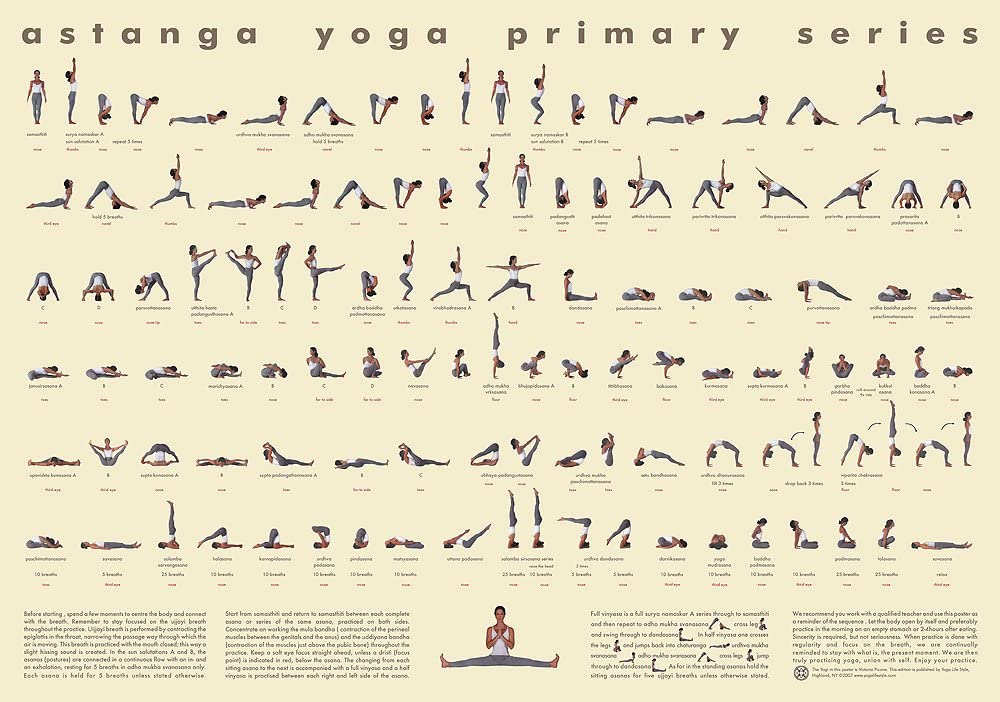 astanga yoga primary series
samasthiti surya namaskar A urdhva mukha svanasana adho mukha svanasana samasthiti surya namaskar B
sun salutation A repeat 5 times hold 5 breaths sun salutation B repeat 5 times
nose thumbs nose nose nose third eye navel nose nose thumbs nose thumbs nose nose nose navel thumbs nose
hold 5 breaths samasthiti padangusth padahast utthita trikonasana parivrtta trikonasana utthita parsvakonasana parivrtta parsvakonasana prasarita B
asana asana padottanasana A
third eye navel thumbs nose navel nose nose nose nose nose hand hand hand hand nose nose
C D parsvottanasana utthita hasta B C D ardha baddha utkatasana virabhadrasana A B dandasana paschimottanasana A B C purvottanasana ardha baddha padma triang mukhaikapada
padangusthasana A padmottanasana paschimottanasana paschimottanasana
nose nose nose tip toes far to side toes toes nose thumbs thumbs hand nose toes nose tip toes toes
janusirsasana A B C marichyasana A B C D navasana adho mukha bhujapidasana A B tittibhasana bakasana kurmasana supta kurmasana A B garbha kukkut baddha B
vrksasana pindasana roll around 9x into asana konasana A
toes toes toes toes nose far to side far to side toes floor nose third eye floor third eye third eye third eye nose nose nose nose
upavishta konasana A B supta konasana A B supta padangusthasana A B C ubhaya padangustasana urdhva mukha setu bandhasana urdhva dhanurasana drop back 3 times viparita chakrasana
paschimottanasana lift 3 times 3 times
third eye third eye nose nose toes far to side toes nose nose toes toes nose nose floor floor nose
paschimottanasana savasana salamba halasana karnapidasana urdhva pindasana matsyasana uttana padasana salamba sirsasana series urdhva dandasana dharnikasana yoga baddha padmasana tolasana savasana
sarvangasana padmasana raise the head 5 times mudrasana padmasana
10 breaths 5 breaths 25 breaths 10 breaths 10 breaths 10 breaths 10 breaths 10 breaths 25 breaths 10 breaths 5 breaths 5 breaths 10 breaths 10 breaths 10 breaths 10 breaths 25 breaths 25 breaths relax
toes third eye nose nose nose nose nose nose nose nose nose nose third eye nose nose third eye
Before starting , spend a few moments to centre the body and connect
with the breath. Remember to stay focused on the ujjayi breath
throughout the practice. Ujjayi breath is performed by contracting the
epiglottis in the throat, narrowing the passage way through which the
air is moving. This breath is practiced with the mouth closed; this way a
slight hissing sound is created. In the sun salutations A and B, the
asanas (postures) are connected in a continuous flow with an in- and
an exhalation, resting for 5 breaths in adho mukha svanasana only.
Each asana is held for 5 breaths unless stated otherwise.
Start from samasthiti and return to samasthiti between each complete
asana or series of the same asana, practiced on both sides.
Concentrate on working the mula bandha ( contraction of the perineal
muscles between the genitals and the anus) and the uddiyana bandha
(contraction of the muscles just above the pubic bone) throughout the
practice. Keep a soft eye focus straight ahead, unless a dristi (focus
point) is indicated in red, below the asana. The changing from each
sitting asana to the next is accompanied with a full vinyasa and a half
vinyasa is practised between each right and left side of the asana.
Full vinyasa is a full surya namaskar A series through to samasthiti
and then repeat to adho mukha svanasana cross leg
and swing through to dandasana In half vinyasa one crosses
the legs and jumps back into chaturanga urdhva mukha
svanasana adho mukha svanasana cross legs jump
through to dandasana As for in the standing asanas hold the
sitting asanas for five ujjayi breaths unless otherwise stated.
We recommend you work with a qualified teacher and use this poster as
a reminder of the sequence . Let the body open by itself and preferably
practice in the morning on an empty stomach or 2-4hours after eating.
Sincerity is required, but not seriousness. When practice is done with
regularity and focus on the breath, we are continually
reminded to stay with what is, the present moment. We are then
truly practicing yoga, union with self. Enjoy your practice.
The Yogi in this poster is Victoria Picone. This edition is published by Yoga Life Style,
Highland, NY ©2007 www.yogalifestyle.com